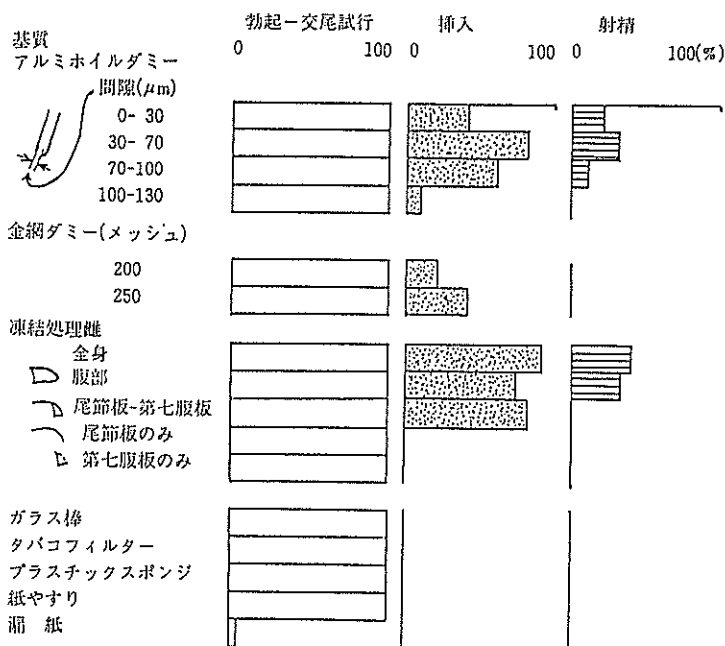 基質 勃起－交尾試行 挿入 射精
0 100 0 100 0 100(%)
アルミホイルダミー
間隙(μm)
0- 30
30- 70
70-100
100-130
金網ダミー(メッシュ)
200
250
凍結処理雌
全身
腹部
尾節板-第七腹板
尾節板のみ
第七腹板のみ
ガラス棒
タバコフィルター
プラスチックスポンジ
紙やすり
濾 紙